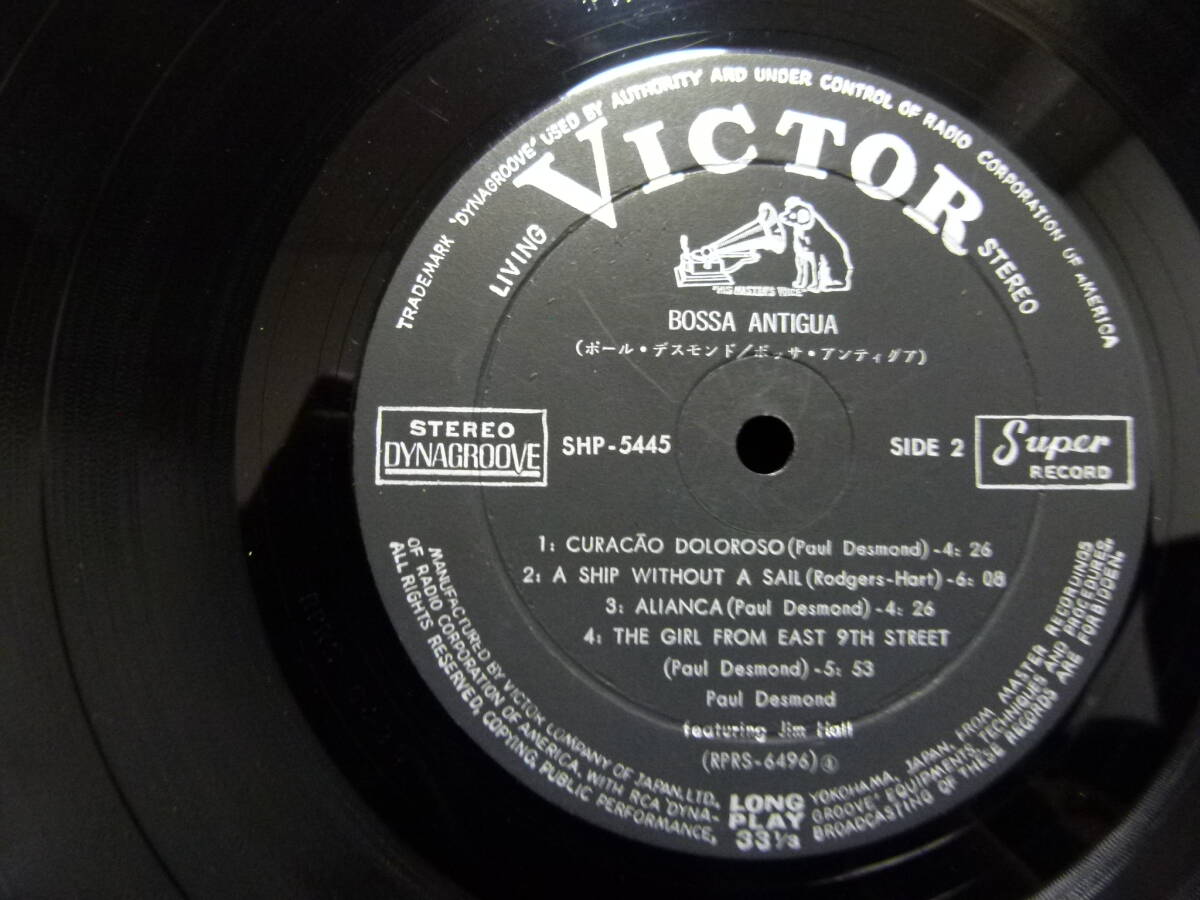 TRADEMARK 'DYNAGROOVE' USED BY AUTHORITY AND UNDER CONTROL OF RADIO CORPORATION OF AMERICA
LIVING VICTOR STEREO
"HIS MASTER'S VOICE"
BOSSA ANTIGUA
(ポール・デスモンド/ボッサ・アンティグア)
STEREO
DYNAGROOVE
SHP-5445
SIDE 2
Super
RECORD
1: CURACÃO DOLOROSO (Paul Desmond)-4: 26
2: A SHIP WITHOUT A SAIL (Rodgers-Hart)-6: 08
3: ALIANCA (Paul Desmond)-4: 26
4: THE GIRL FROM EAST 9TH STREET
(Paul Desmond)-5: 53
Paul Desmond
featuring Jim Hall
(RPRS-6496)
MANUFACTURED BY VICTOR COMPANY OF JAPAN, LTD. YOKOHAMA, JAPAN, FROM MASTER RECORDINGS
OF RADIO CORPORATION OF AMERICA, WITH RCA 'DYNA-GROOVE' EQUIPMENTS, TECHNIQUES AND PROCEDURES.
ALL RIGHTS RESERVED, COPYING, PUBLIC PERFORMANCE, BROADCASTING OF THESE RECORDS ARE FORBIDDEN.
LONG
PLAY
33 1/3